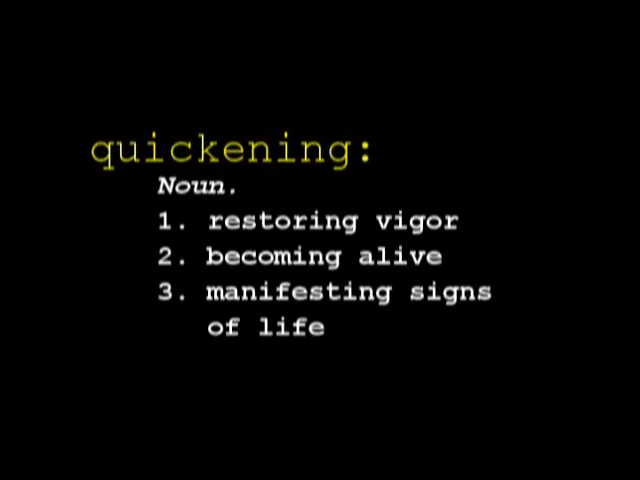 quickening:
Noun.
1. restoring vigor
2. becoming alive
3. manifesting signs
of life